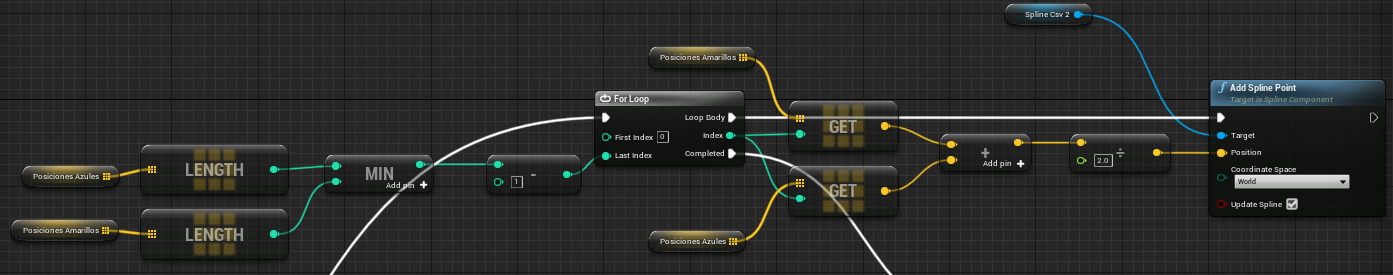 Spline Csv 2
Posiciones Amarillos
For Loop
Loop Body
First Index 0
Index
Last Index
Completed
GET
Add Spline Point
Target is Spline Component
Target
Position
Coordinate Space
World
Update Spline
+
Add pin +
2.0 ÷
Posiciones Azules
LENGTH
MIN
Add pin +
1 -
GET
Posiciones Amarillos
LENGTH
Posiciones Azules